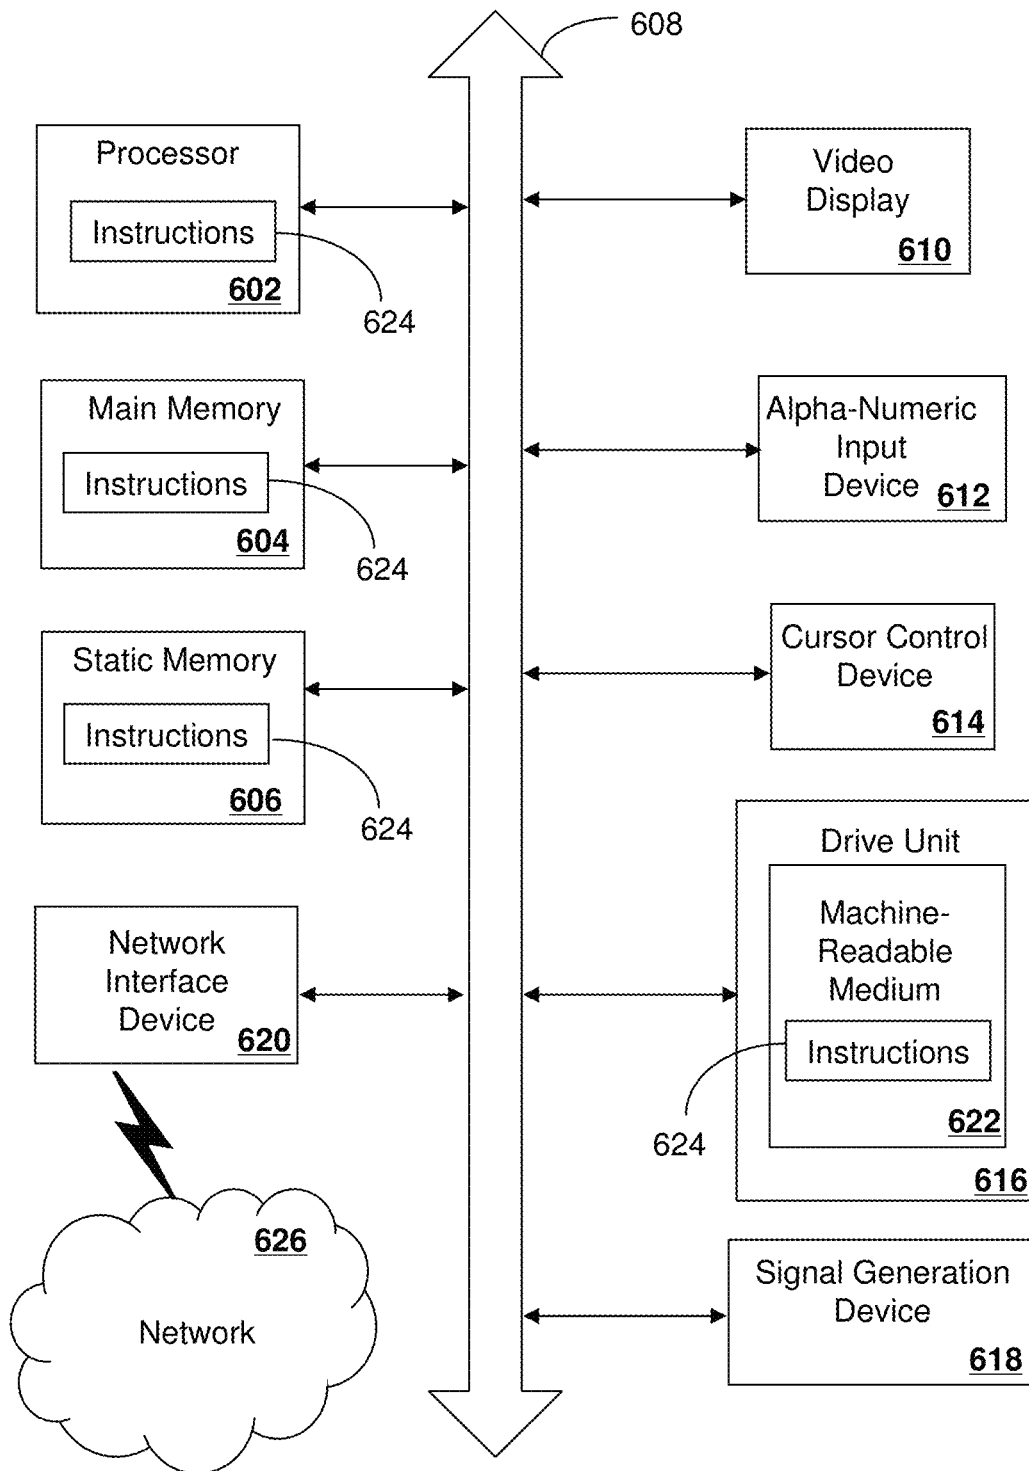 608
Processor
Instructions
602
624
Main Memory
Instructions
604
624
Static Memory
Instructions
606
624
Network
Interface
Device
620
626
Network
Video
Display
610
Alpha-Numeric
Input
Device
612
Cursor Control
Device
614
Drive Unit
Machine-
Readable
Medium
Instructions
624
622
616
Signal Generation
Device
618